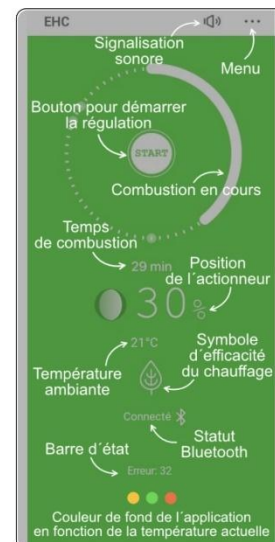 EHC
Signalisation
sonore
Menu
Bouton pour démarrer
la régulation
START
Combustion en cours
Temps
de combustion
29 min
Position
de l´actionneur
30%
21°C
Symbole
d´efficacité
du chauffage
Température
ambiante
Connecté
Statut
Bluetooth
Barre d´état
Erreur: 32
Couleur de fond de l´application
en fonction de la température actuelle